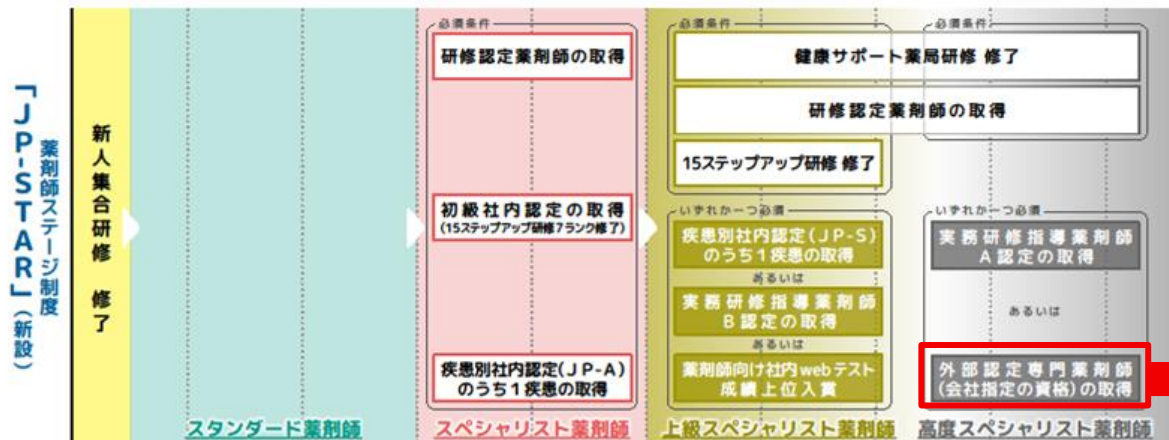 薬剤師ステージ制度
「JP-STAR」(新設)
新人集合研修 修了
スタンダード薬剤師
必須条件
研修認定薬剤師の取得
初級社内認定の取得
(15ステップアップ研修7ランク修了)
疾患別社内認定(JP-A)
のうち1疾患の取得
スペシャリスト薬剤師
必須条件
必須条件
健康サポート薬局研修 修了
研修認定薬剤師の取得
15ステップアップ研修 修了
いずれか一つ必須
疾患別社内認定(JP-S)
のうち1疾患の取得
あるいは
実務研修指導薬剤師
B認定の取得
あるいは
薬剤師向け社内webテスト
成績上位入賞
上級スペシャリスト薬剤師
いずれか一つ必須
実務研修指導薬剤師
A認定の取得
あるいは
外部認定専門薬剤師
(会社指定の資格)の取得
高度スペシャリスト薬剤師